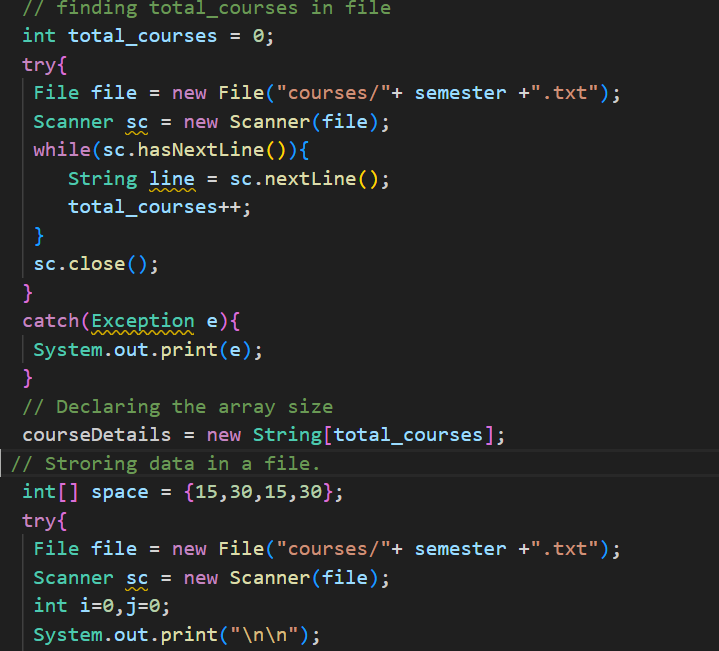 // finding total_courses in file
int total_courses = 0;
try{
File file = new File("courses/"+ semester +".txt");
Scanner sc = new Scanner(file);
while(sc.hasNextLine()){
String line = sc.nextLine();
total_courses++;
}
sc.close();
}
catch(Exception e){
System.out.print(e);
}
// Declaring the array size
courseDetails = new String[total_courses];
// Stroring data in a file.
int[] space = {15,30,15,30};
try{
File file = new File("courses/"+ semester +".txt");
Scanner sc = new Scanner(file);
int i=0,j=0;
System.out.print("\n\n");